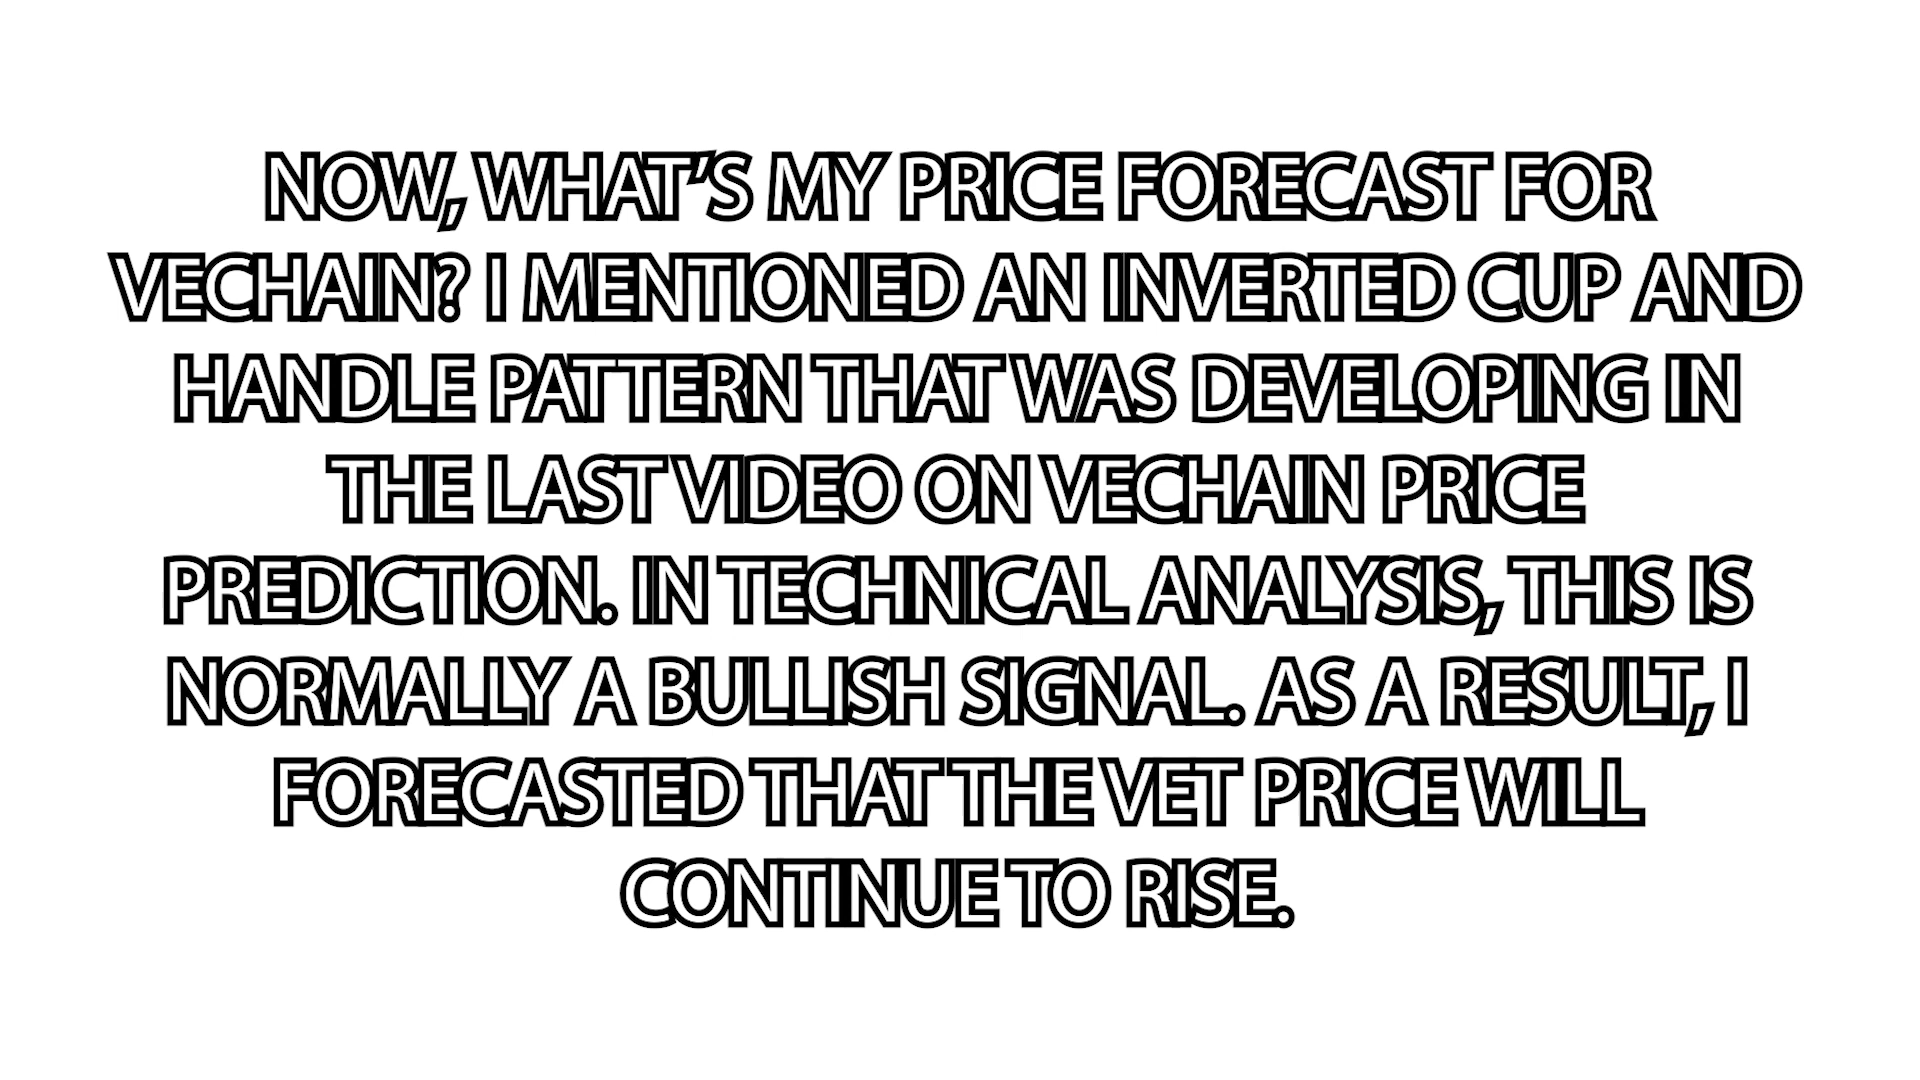 NOW, WHAT’S MY PRICE FORECAST FOR
VECHAIN? I MENTIONED AN INVERTED CUP AND
HANDLE PATTERN THAT WAS DEVELOPING IN
THE LAST VIDEO ON VECHAIN PRICE
PREDICTION. IN TECHNICAL ANALYSIS, THIS IS
NORMALLY A BULLISH SIGNAL. AS A RESULT, I
FORECASTED THAT THE VET PRICE WILL
CONTINUE TO RISE.